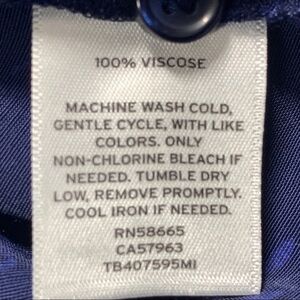 100% VISCOSE
MACHINE WASH COLD,
GENTLE CYCLE, WITH LIKE
COLORS. ONLY
NON-CHLORINE BLEACH IF
NEEDED. TUMBLE DRY
LOW, REMOVE PROMPTLY.
COOL IRON IF NEEDED.
RN58665
CA57963
TB407595MI